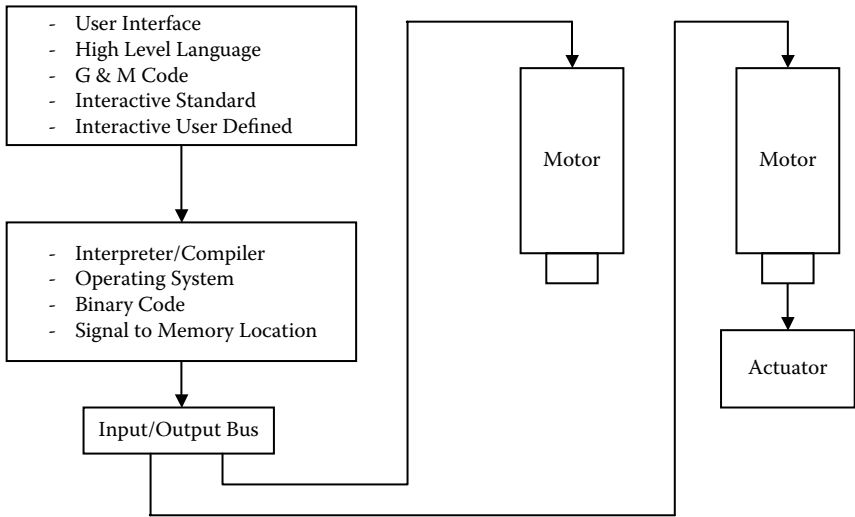 - User Interface
- High Level Language
- G & M Code
- Interactive Standard
- Interactive User Defined
- Interpreter/Compiler
- Operating System
- Binary Code
- Signal to Memory Location
Input/Output Bus
Motor
Motor
Actuator